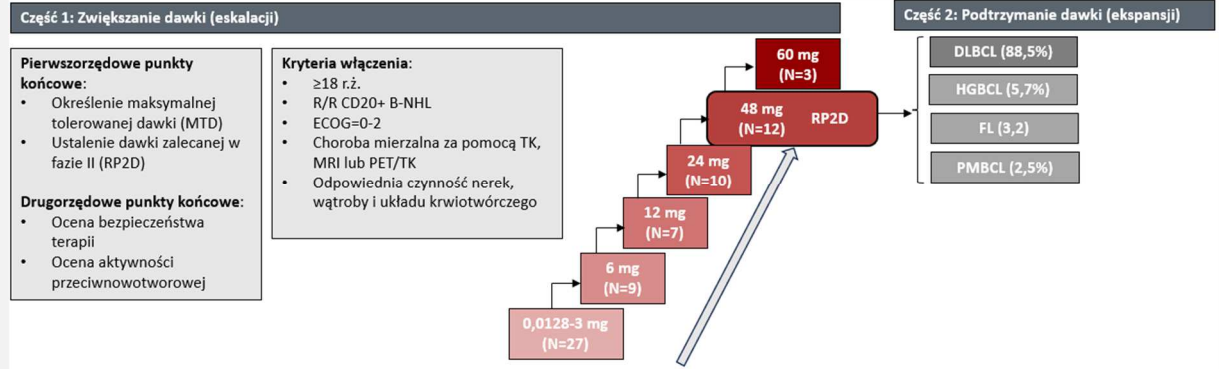 Część 1: Zwiększanie dawki (eskalacji)
Pierwszorzędowe punkty
końcowe:
• Określenie maksymalnej
tolerowanej dawki (MTD)
• Ustalenie dawki zalecanej w
fazie II (RP2D)
Drugorzędowe punkty końcowe:
• Ocena bezpieczeństwa
terapii
• Ocena aktywności
przeciwnowotworowej
Kryteria włączenia:
• ≥18 r.ż.
• R/R CD20+ B-NHL
• ECOG=0-2
• Choroba mierzalna za pomocą TK,
MRI lub PET/TK
• Odpowiednia czynność nerek,
wątroby i układu krwiotwórczego
60 mg
(N=3)
48 mg
(N=12)
RP2D
24 mg
(N=10)
12 mg
(N=7)
6 mg
(N=9)
0,0128-3 mg
(N=27)
Część 2: Podtrzymanie dawki (ekspansji)
DLBCL (88,5%)
HGBCL (5,7%)
FL (3,2)
PMBCL (2,5%)